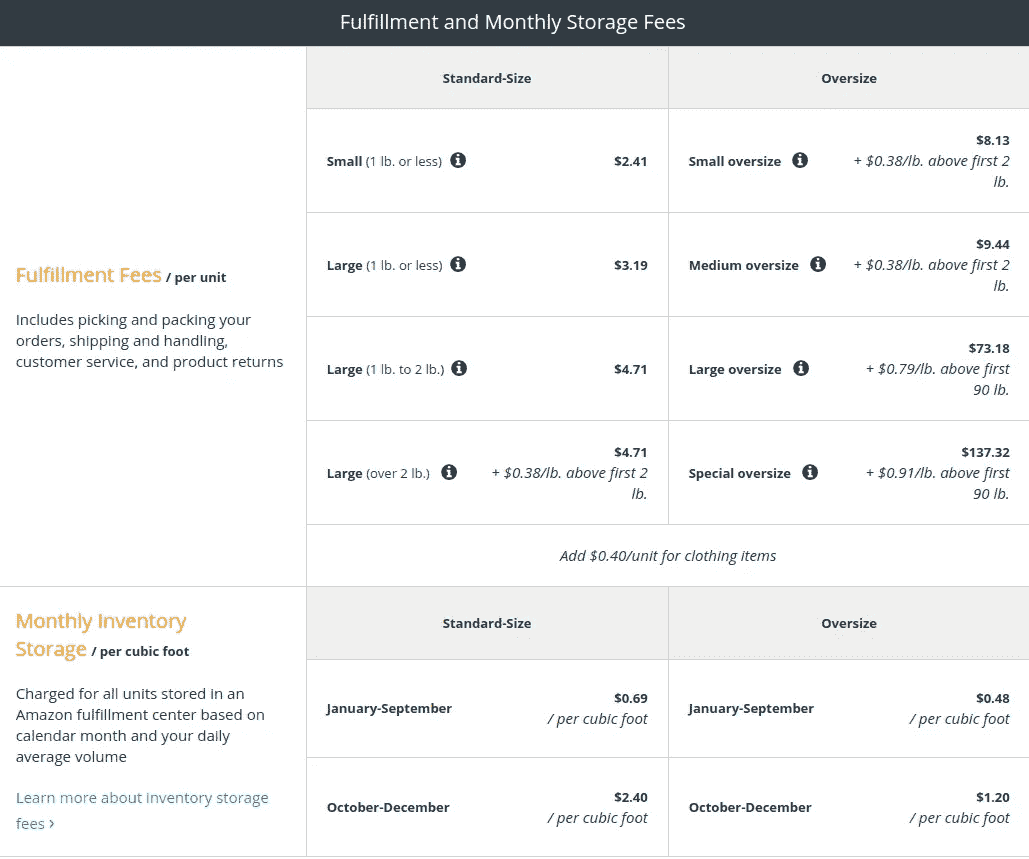 Fulfillment and Monthly Storage Fees
Standard-Size
Oversize
Fulfillment Fees / per unit
Includes picking and packing your
orders, shipping and handling,
customer service, and product returns
Small (1 lb. or less)
$2.41
Small oversize
$8.13
+ $0.38/lb. above first 2
lb.
Large (1 lb. or less)
$3.19
Medium oversize
$9.44
+ $0.38/lb. above first 2
lb.
Large (1 lb. to 2 lb.)
$4.71
Large oversize
$73.18
+ $0.79/lb. above first
90 lb.
Large (over 2 lb.)
$4.71
+ $0.38/lb. above first 2
lb.
Special oversize
$137.32
+ $0.91/lb. above first
90 lb.
Add $0.40/unit for clothing items
Monthly Inventory
Storage / per cubic foot
Charged for all units stored in an
Amazon fulfillment center based on
calendar month and your daily
average volume
Learn more about inventory storage
fees ›
Standard-Size
Oversize
January-September
$0.69
/ per cubic foot
January-September
$0.48
/ per cubic foot
October-December
$2.40
/ per cubic foot
October-December
$1.20
/ per cubic foot